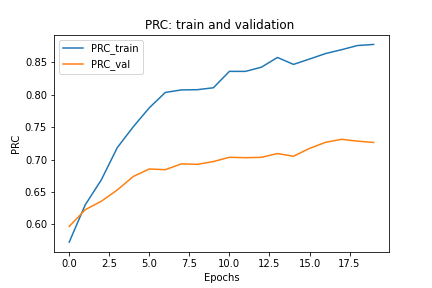 PRC: train and validation
PRC_train
PRC_val
PRC
0.85
0.80
0.75
0.70
0.65
0.60
0.0 2.5 5.0 7.5 10.0 12.5 15.0 17.5
Epochs